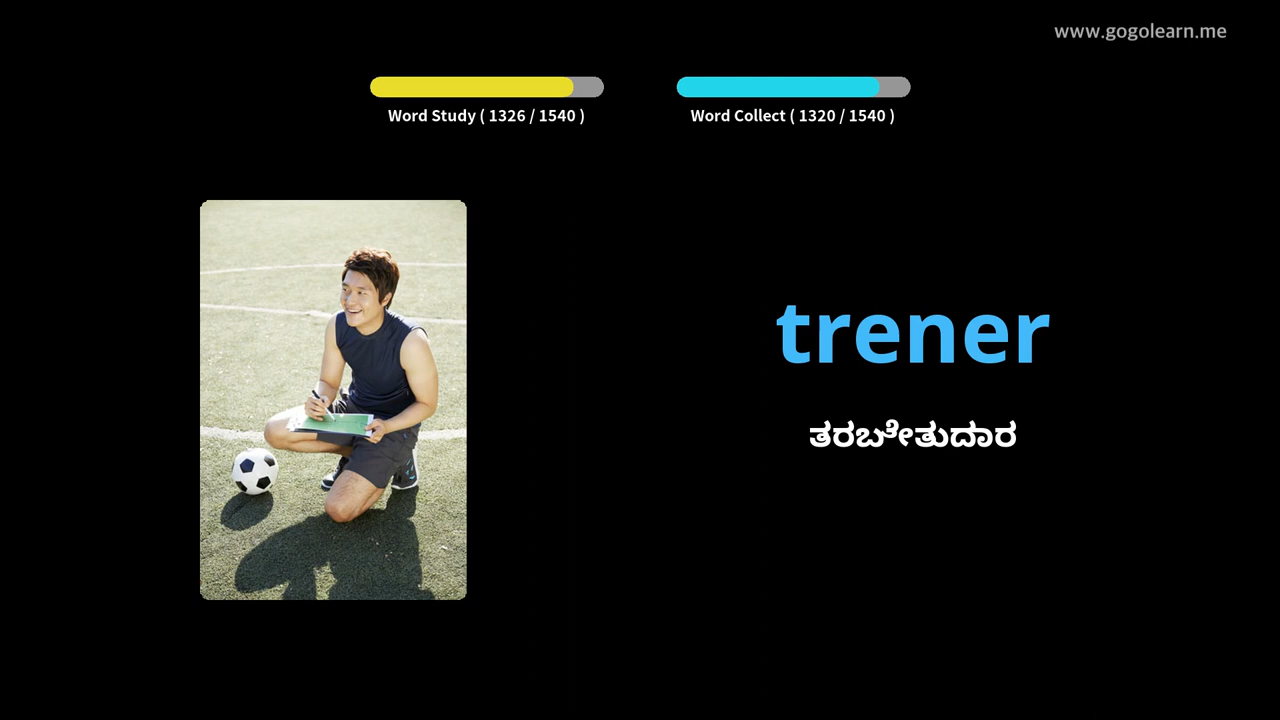 www.gogolearn.me
Word Study ( 1326 / 1540 )
Word Collect ( 1320 / 1540 )
trener
ತರಬೇತುದಾರ